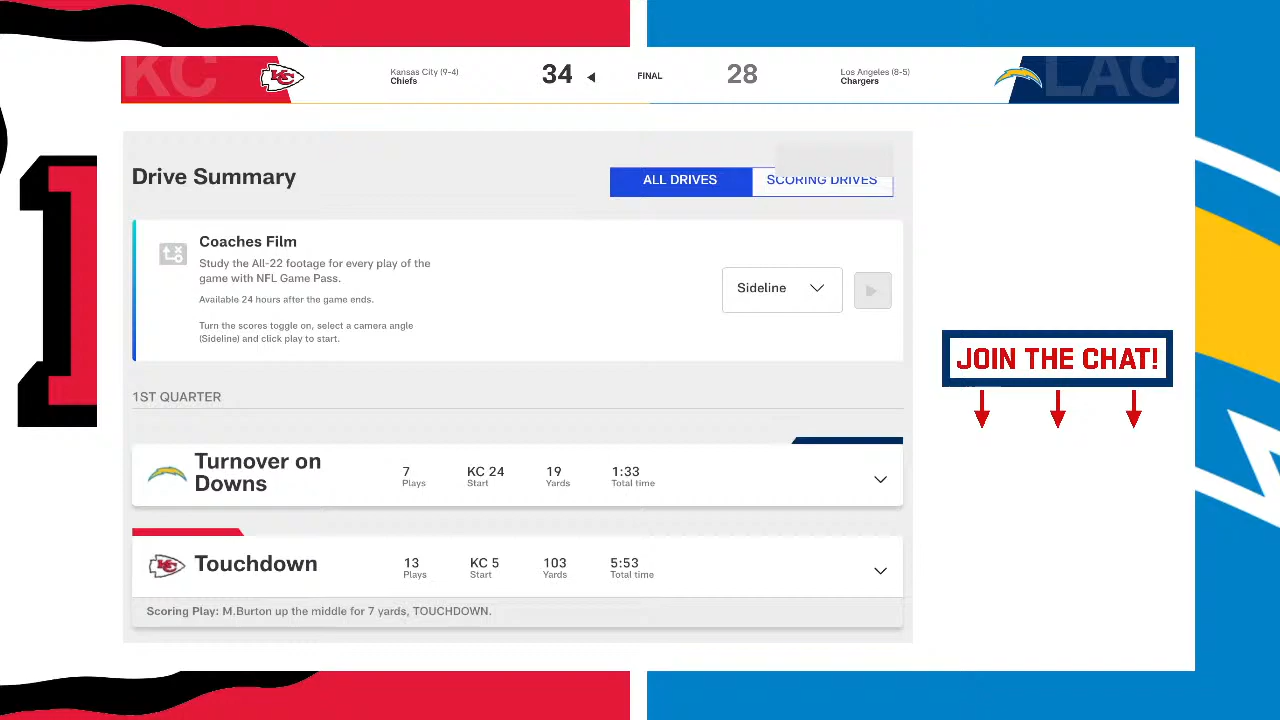 KC
Kansas City (9-4)
Chiefs
34
FINAL
28
Los Angeles (8-5)
Chargers
LAC
Drive Summary
ALL DRIVES
SCORING DRIVES
Coaches Film
Study the All-22 footage for every play of the
game with NFL Game Pass.
Available 24 hours after the game ends.
Turn the scores toggle on, select a camera angle
(Sideline) and click play to start.
Sideline
JOIN THE CHAT!
1ST QUARTER
Turnover on
Downs
7
Plays
KC 24
Start
19
Yards
1:33
Total time
KC
Touchdown
13
Plays
KC 5
Start
103
Yards
5:53
Total time
Scoring Play: M.Burton up the middle for 7 yards, TOUCHDOWN.